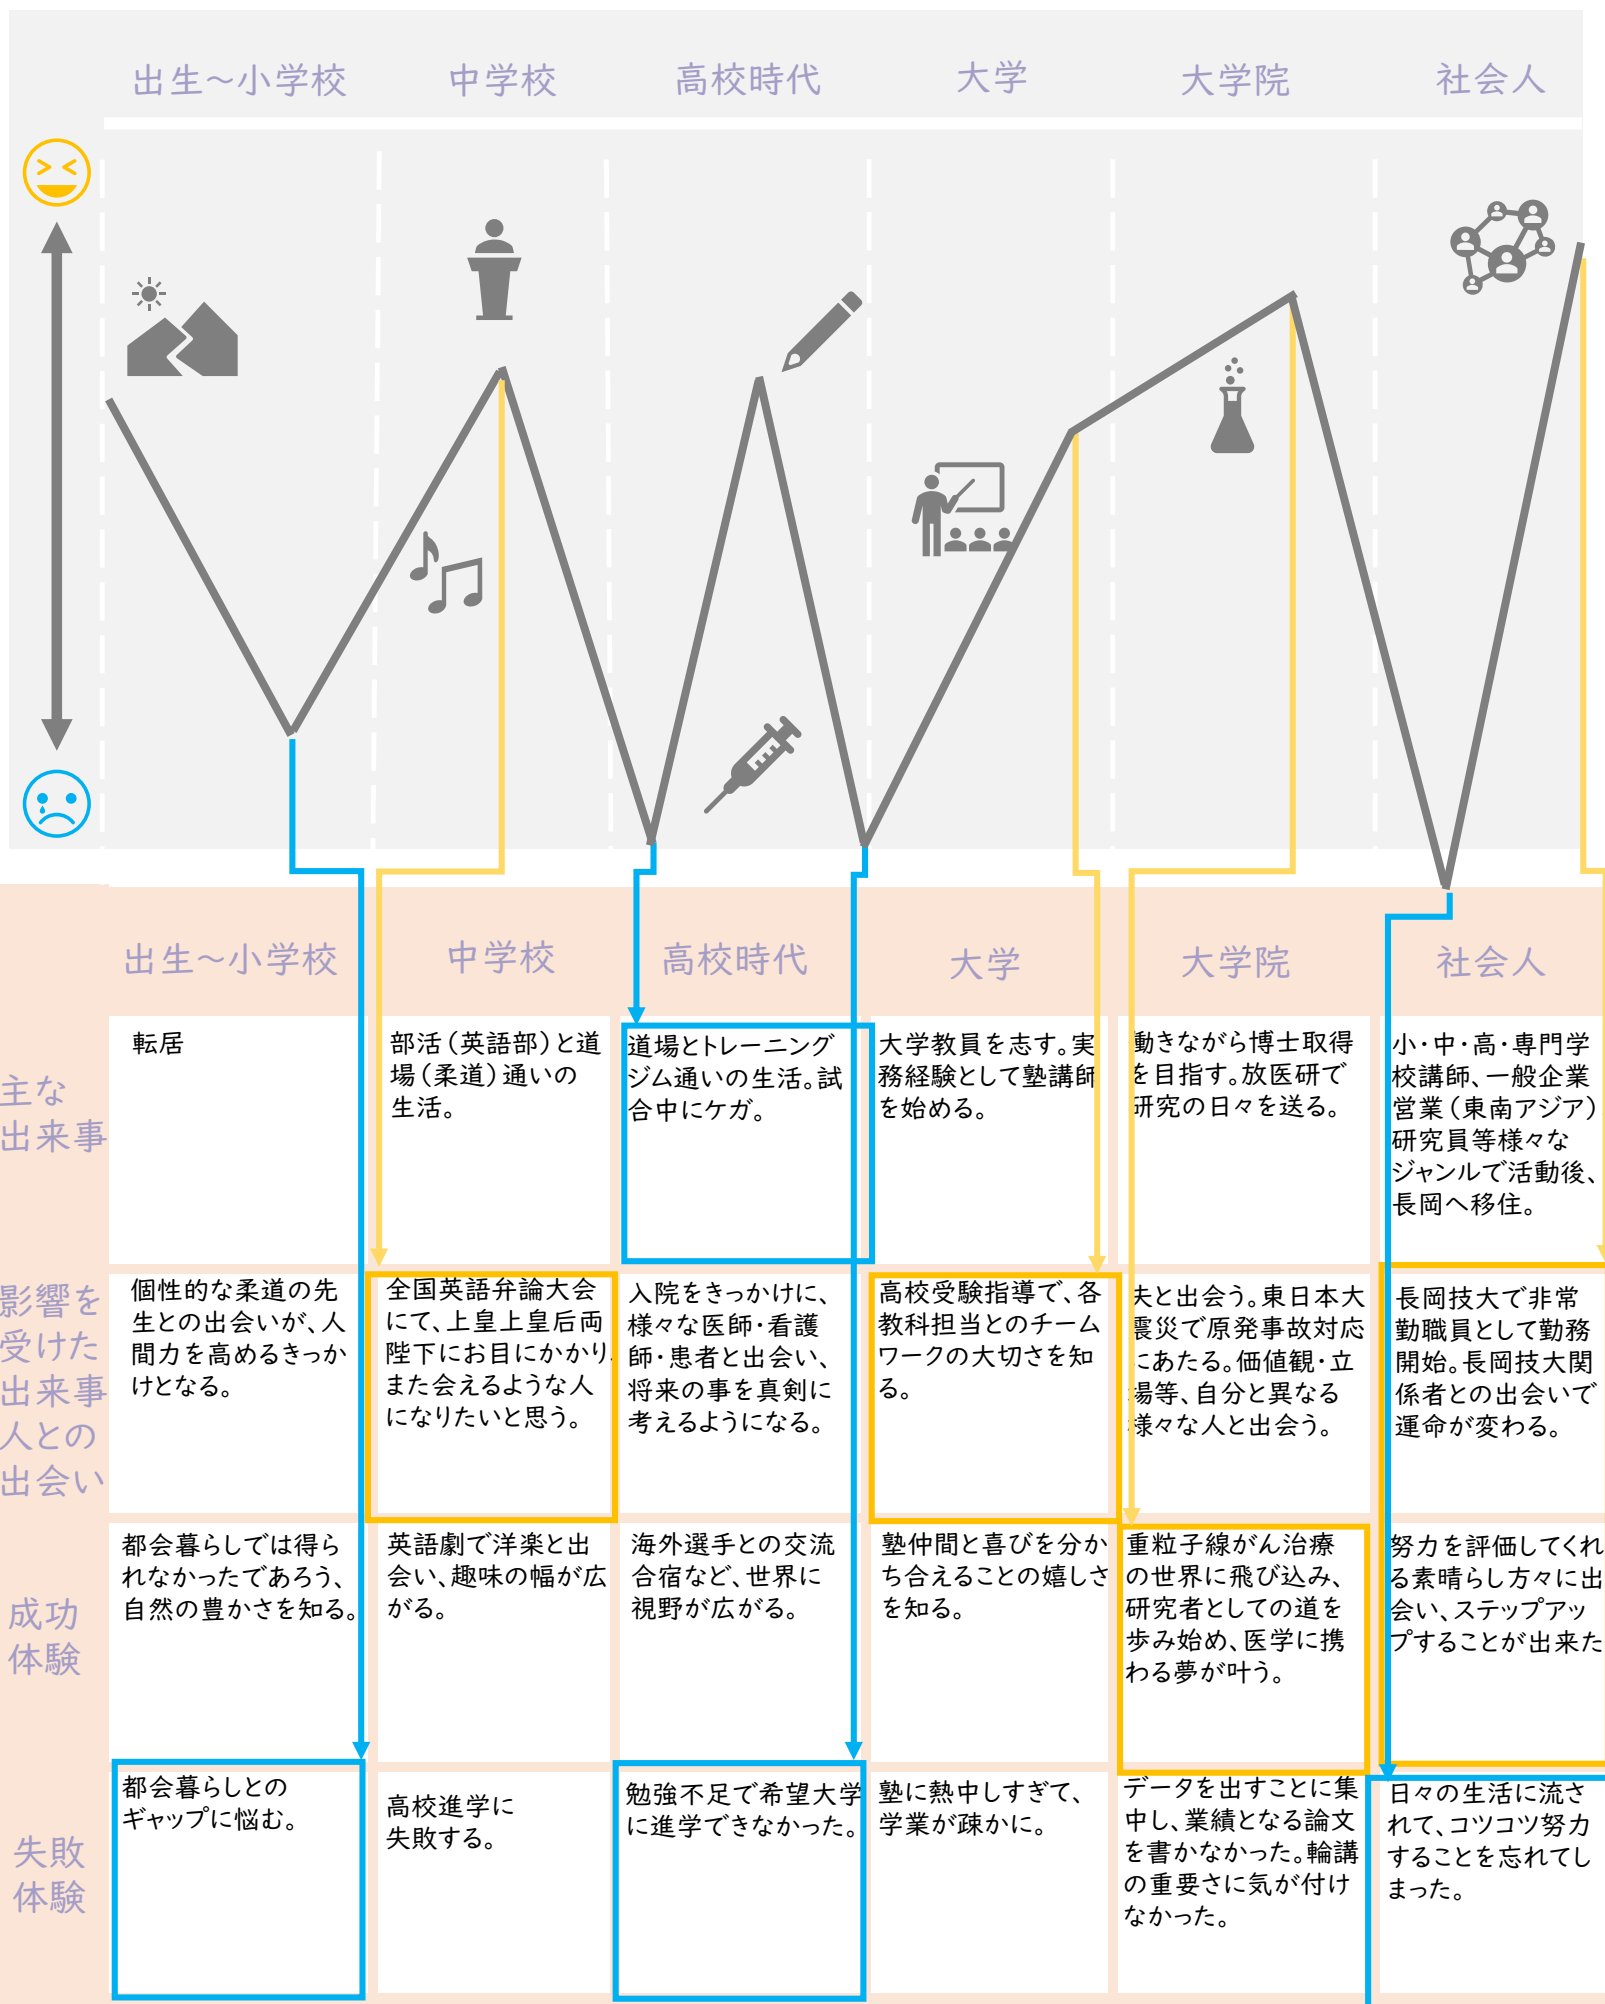 出生～小学校
中学校
高校時代
大学
大学院
社会人
出生～小学校
中学校
高校時代
大学
大学院
社会人
主な
出来事
転居
部活（英語部）と道
場（柔道）通いの
生活。
道場とトレーニング
ジム通いの生活。試
合中にケガ。
大学教員を志す。実
務経験として塾講師
を始める。
働きながら博士取得
を目指す。放医研で
研究の日々を送る。
小・中・高・専門学
校講師、一般企業
営業（東南アジア）
研究員等様々な
ジャンルで活動後、
長岡へ移住。
影響を
受けた
出来事
人との
出会い
個性的な柔道の先
生との出会いが、人
間力を高めるきっか
けとなる。
全国英語弁論大会
にて、上皇上皇后両
陛下にお目にかかり、
また会えるような人
になりたいと思う。
入院をきっかけに、
様々な医師・看護
師・患者と出会い、
将来の事を真剣に
考えるようになる。
高校受験指導で、各
教科担当とのチーム
ワークの大切さを知
る。
夫と出会う。東日本大
震災で原発事故対応
にあたる。価値観・立
場等、自分と異なる
様々な人と出会う。
長岡技大で非常
勤職員として勤務
開始。長岡技大関
係者との出会いで
運命が変わる。
成功
体験
都会暮らしでは得ら
れなかったであろう、
自然の豊かさを知る。
英語劇で洋楽と出
会い、趣味の幅が広
がる。
海外選手との交流
合宿など、世界に
視野が広がる。
塾仲間と喜びを分か
ち合えることの嬉しさ
を知る。
重粒子線がん治療
の世界に飛び込み、
研究者としての道を
歩み始め、医学に携
わる夢が叶う。
努力を評価してくれ
る素晴らし方々に出
会い、ステップアッ
プすることが出来た
失敗
体験
都会暮らしとの
ギャップに悩む。
高校進学に
失敗する。
勉強不足で希望大学
に進学できなかった。
塾に熱中しすぎて、
学業が疎かに。
データを出すことに集
中し、業績となる論文
を書かなかった。輪講
の重要さに気が付け
なかった。
日々の生活に流さ
れて、コツコツ努力
することを忘れてし
まった。